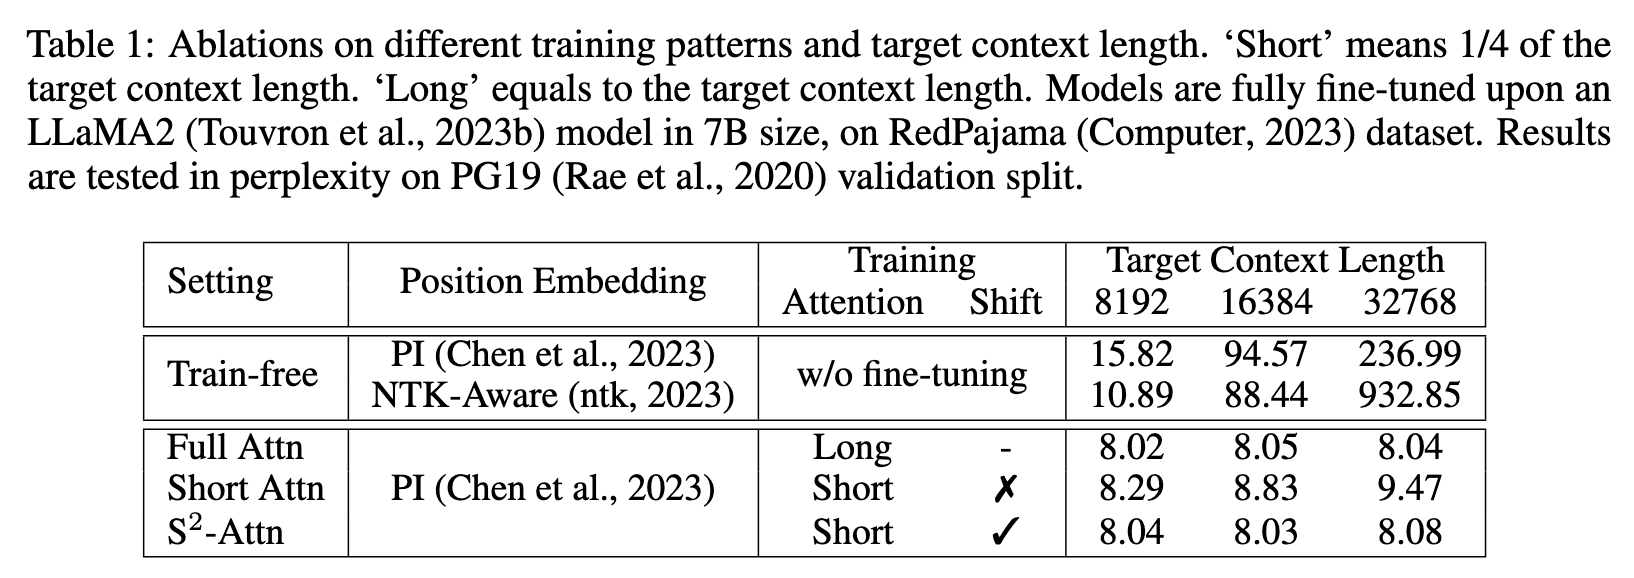 Table 1: Ablations on different training patterns and target context length. ‘Short’ means 1/4 of the
target context length. ‘Long’ equals to the target context length. Models are fully fine-tuned upon an
LLaMA2 (Touvron et al., 2023b) model in 7B size, on RedPajama (Computer, 2023) dataset. Results
are tested in perplexity on PG19 (Rae et al., 2020) validation split.
Setting Position Embedding Training Target Context Length
Attention Shift 8192 16384 32768
Train-free PI (Chen et al., 2023) w/o fine-tuning 15.82 94.57 236.99
NTK-Aware (ntk, 2023) 10.89 88.44 932.85
Full Attn Long - 8.02 8.05 8.04
Short Attn PI (Chen et al., 2023) Short ✗ 8.29 8.83 9.47
S²-Attn Short ✓ 8.04 8.03 8.08